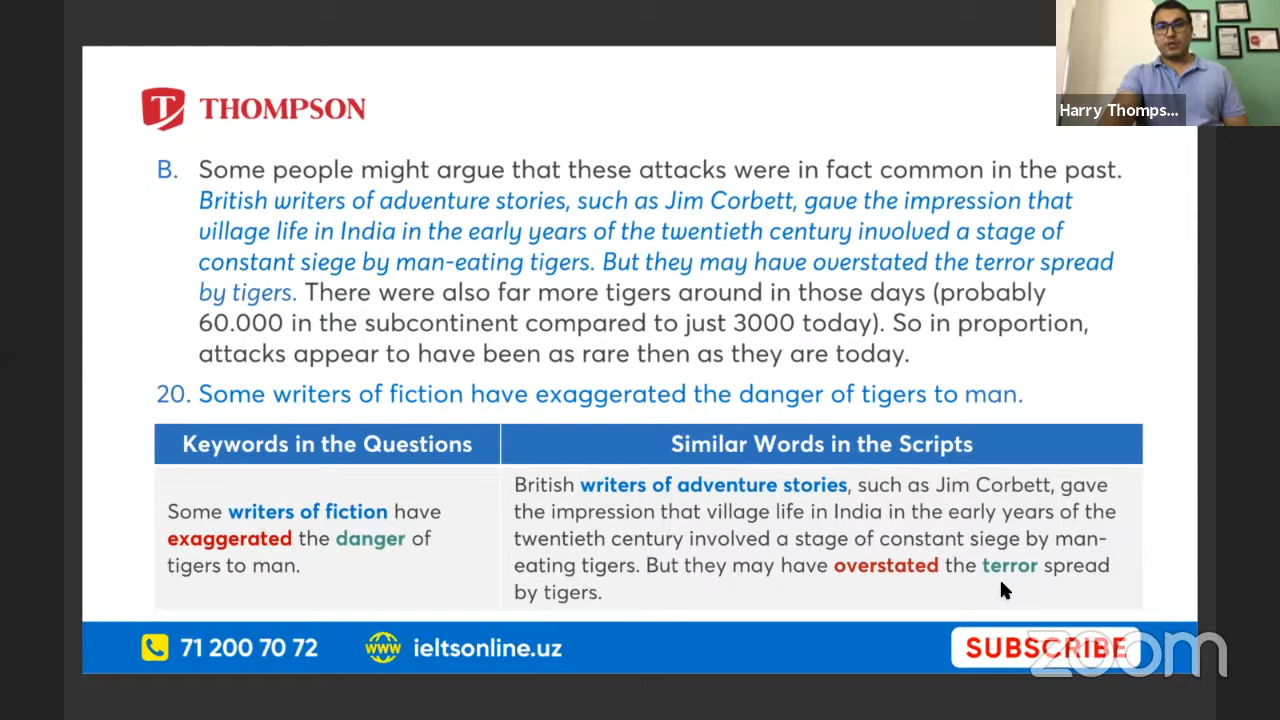 THOMPSON
Harry Thomps...
B. Some people might argue that these attacks were in fact common in the past.
British writers of adventure stories, such as Jim Corbett, gave the impression that
village life in India in the early years of the twentieth century involved a stage of
constant siege by man-eating tigers. But they may have overstated the terror spread
by tigers. There were also far more tigers around in those days (probably
60.000 in the subcontinent compared to just 3000 today). So in proportion,
attacks appear to have been as rare then as they are today.
20. Some writers of fiction have exaggerated the danger of tigers to man.
Keywords in the Questions
Similar Words in the Scripts
Some writers of fiction have
exaggerated the danger of
tigers to man.
British writers of adventure stories, such as Jim Corbett, gave
the impression that village life in India in the early years of the
twentieth century involved a stage of constant siege by man-
eating tigers. But they may have overstated the terror spread
by tigers.
71 200 70 72
www
ieltsonline.uz
SUBSCRIBE
zoom